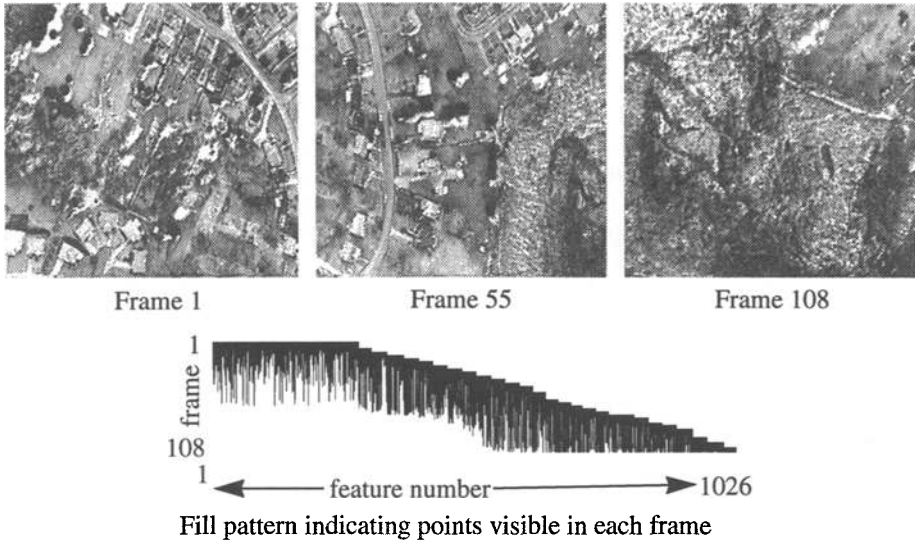 Frame 1
Frame 55
Frame 108
1
frame
108
1
feature number
1026
Fill pattern indicating points visible in each frame